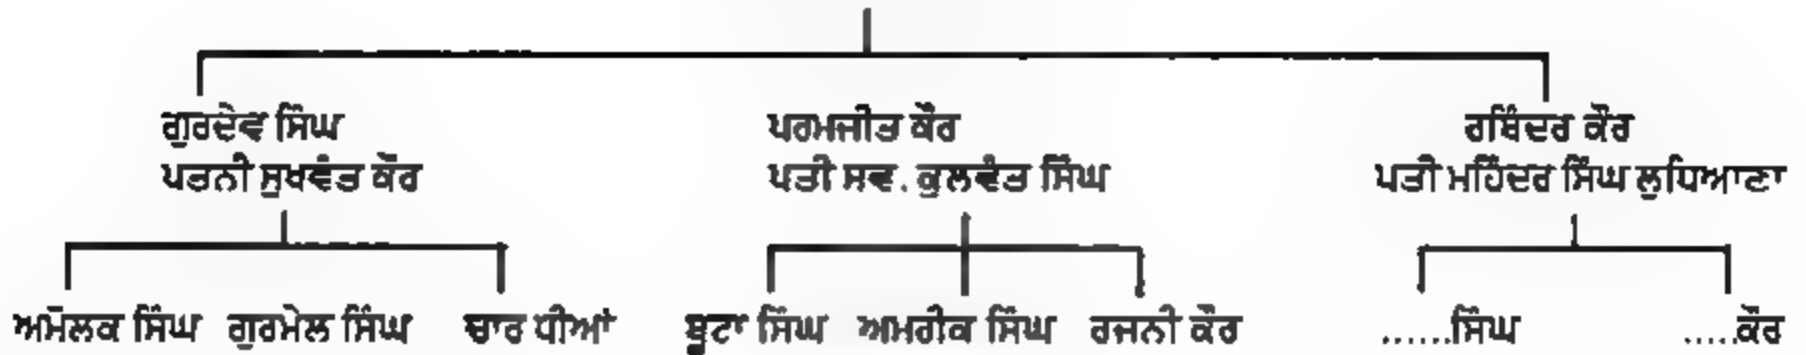 ਗੁਰਦੇਵ ਸਿੰਘ
ਪਤਨੀ ਸੁਖਵੰਤ ਕੌਰ
ਪਰਮਜੀਤ ਕੌਰ
ਪਤੀ ਸਵ. ਕੁਲਵੰਤ ਸਿੰਘ
ਰਬਿੰਦਰ ਕੌਰ
ਪਤੀ ਮਹਿੰਦਰ ਸਿੰਘ ਲੁਧਿਆਣਾ
ਅਮੋਲਕ ਸਿੰਘ ਗੁਰਮੇਲ ਸਿੰਘ ਚਾਰ ਧੀਆਂ ਬੂਟਾ ਸਿੰਘ ਅਮਰੀਕ ਸਿੰਘ ਰਜਨੀ ਕੌਰ ......ਸਿੰਘ .....ਕੌਰ